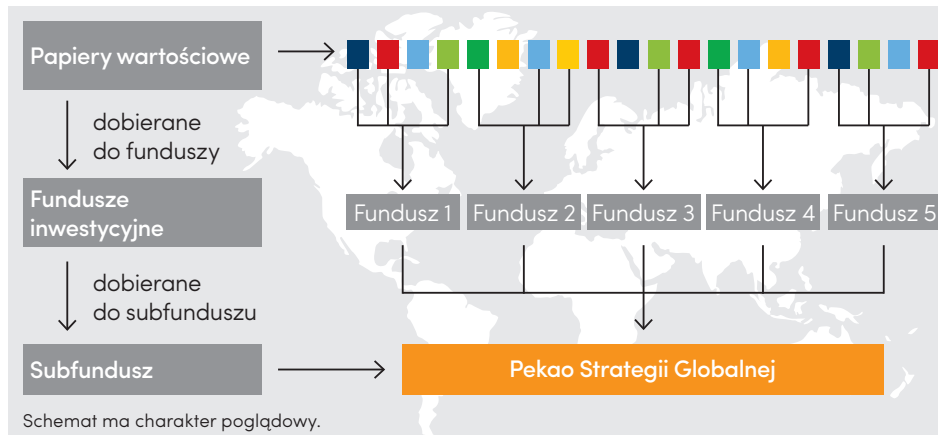 Papiery wartościowe
dobierane
do funduszy
Fundusze
inwestycyjne
Fundusz 1
Fundusz 2
Fundusz 3
Fundusz 4
Fundusz 5
dobierane
do subfunduszu
Subfundusz
Pekao Strategii Globalnej
Schemat ma charakter poglądowy.